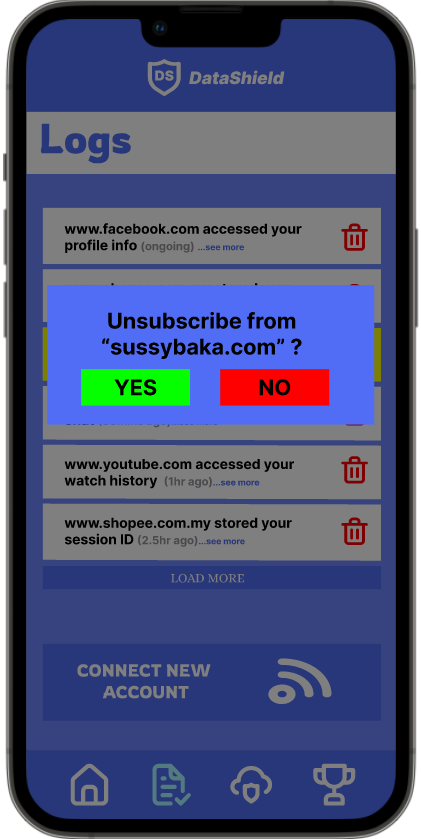 DS
DataShield
Logs
www.facebook.com accessed your
profile info (ongoing) ...see more
Unsubscribe from
“sussybaka.com” ?
YES
NO
www.youtube.com accessed your
watch history (1hr ago)...see more
www.shopee.com.my stored your
session ID (2.5hr ago)...see more
LOAD MORE
CONNECT NEW
ACCOUNT